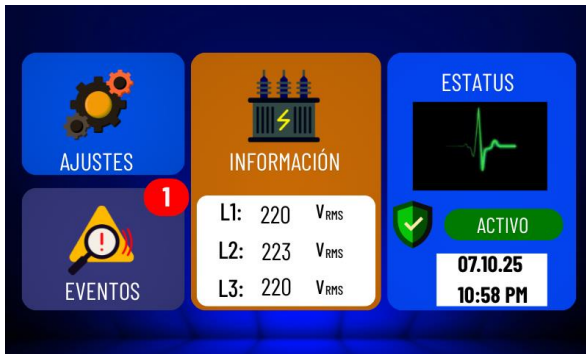 AJUSTES
1
EVENTOS
INFORMACIÓN
L1: 220 VRMS
L2: 223 VRMS
L3: 220 VRMS
ESTATUS
ACTIVO
07.10.25
10:58 PM